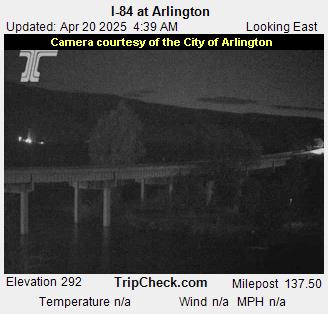 I-84 at Arlington
Updated: Apr 20 2025 4:39 AM Looking East
Camera courtesy of the City of Arlington
Elevation 292 TripCheck.com Milepost 137.50
Temperature n/a Wind n/a MPH n/a